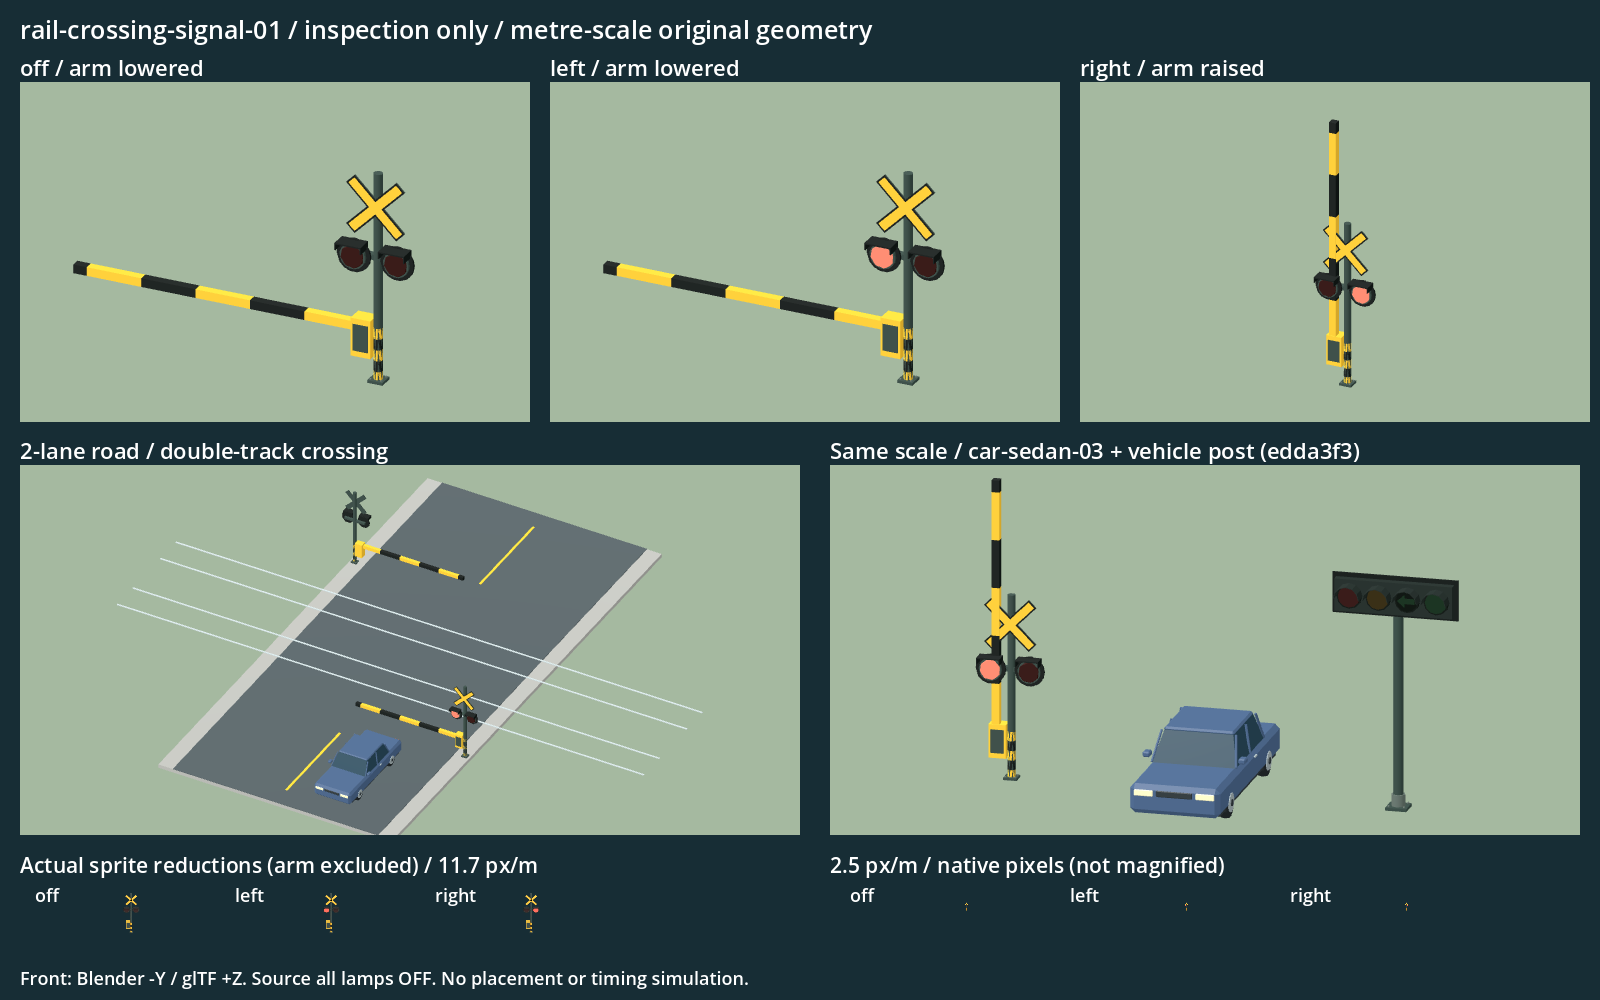 rail-crossing-signal-01 / inspection only / metre-scale original geometry
off / arm lowered
left / arm lowered
right / arm raised
2-lane road / double-track crossing
Same scale / car-sedan-03 + vehicle post (edda3f3)
Actual sprite reductions (arm excluded) / 11.7 px/m
off
left
right
2.5 px/m / native pixels (not magnified)
off
left
right
Front: Blender -Y / glTF +Z. Source all lamps OFF. No placement or timing simulation.